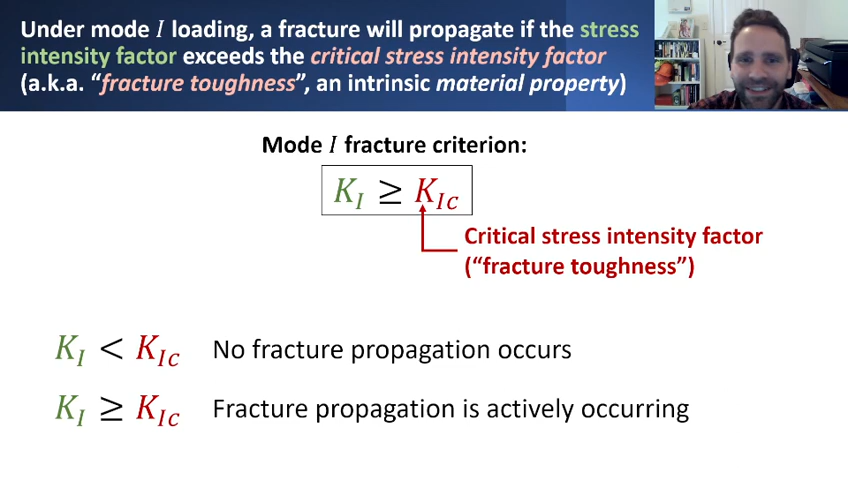 Under mode I loading, a fracture will propagate if the stress
intensity factor exceeds the critical stress intensity factor
(a.k.a. “fracture toughness”, an intrinsic material property)
Mode I fracture criterion:
K_I ≥ K_Ic
Critical stress intensity factor
(“fracture toughness”)
K_I < K_Ic No fracture propagation occurs
K_I ≥ K_Ic Fracture propagation is actively occurring